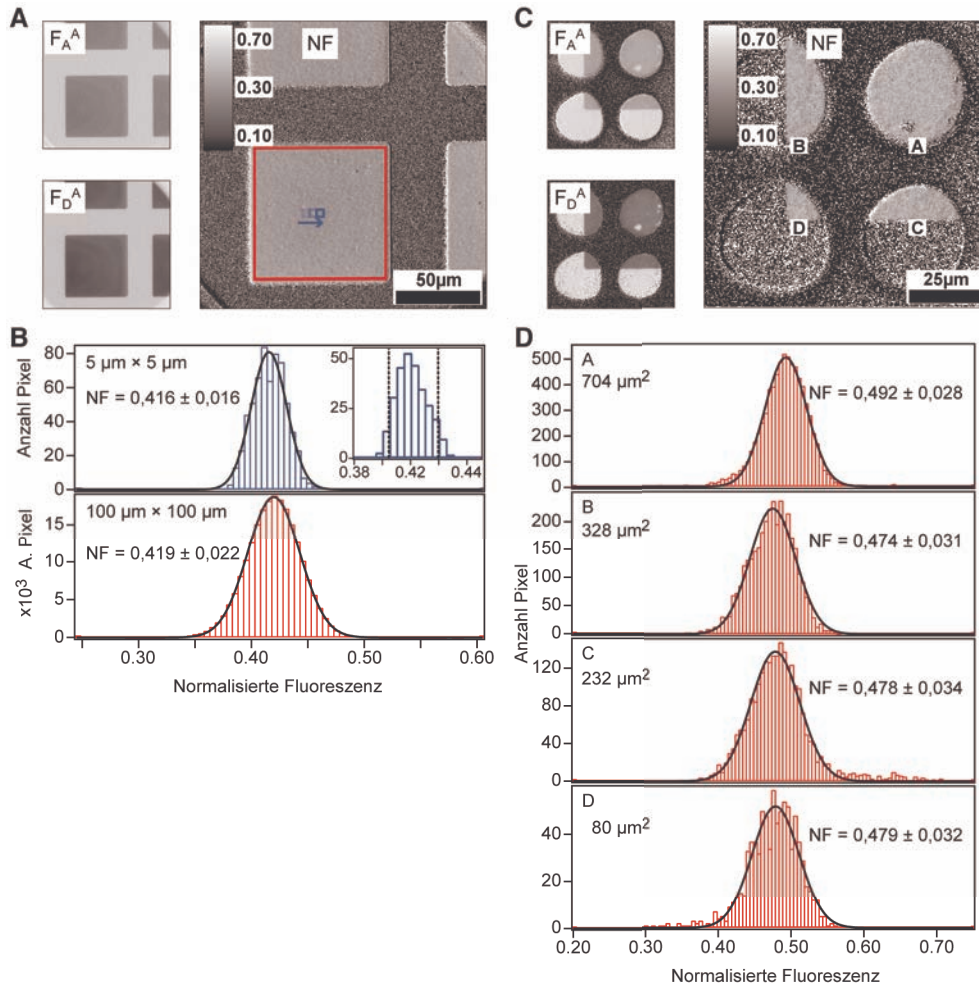 A
F_A^A
F_D^A
0.70
0.30
0.10
NF
50µm
C
F_A^A
F_D^A
0.70
0.30
0.10
NF
B
A
D
C
25µm
B
Anzahl Pixel
80
60
40
20
0
5 µm × 5 µm
NF = 0,416 ± 0,016
50
25
0
0.38
0.42
0.44
x10³ A. Pixel
15
10
5
0
100 µm × 100 µm
NF = 0,419 ± 0,022
0.30
0.40
0.50
0.60
Normalisierte Fluoreszenz
D
Anzahl Pixel
500
400
300
200
100
0
A
704 µm²
NF = 0,492 ± 0,028
200
150
100
50
0
B
328 µm²
NF = 0,474 ± 0,031
120
80
40
0
C
232 µm²
NF = 0,478 ± 0,034
40
20
0
D
80 µm²
NF = 0,479 ± 0,032
0.20
0.30
0.40
0.50
0.60
0.70
Normalisierte Fluoreszenz